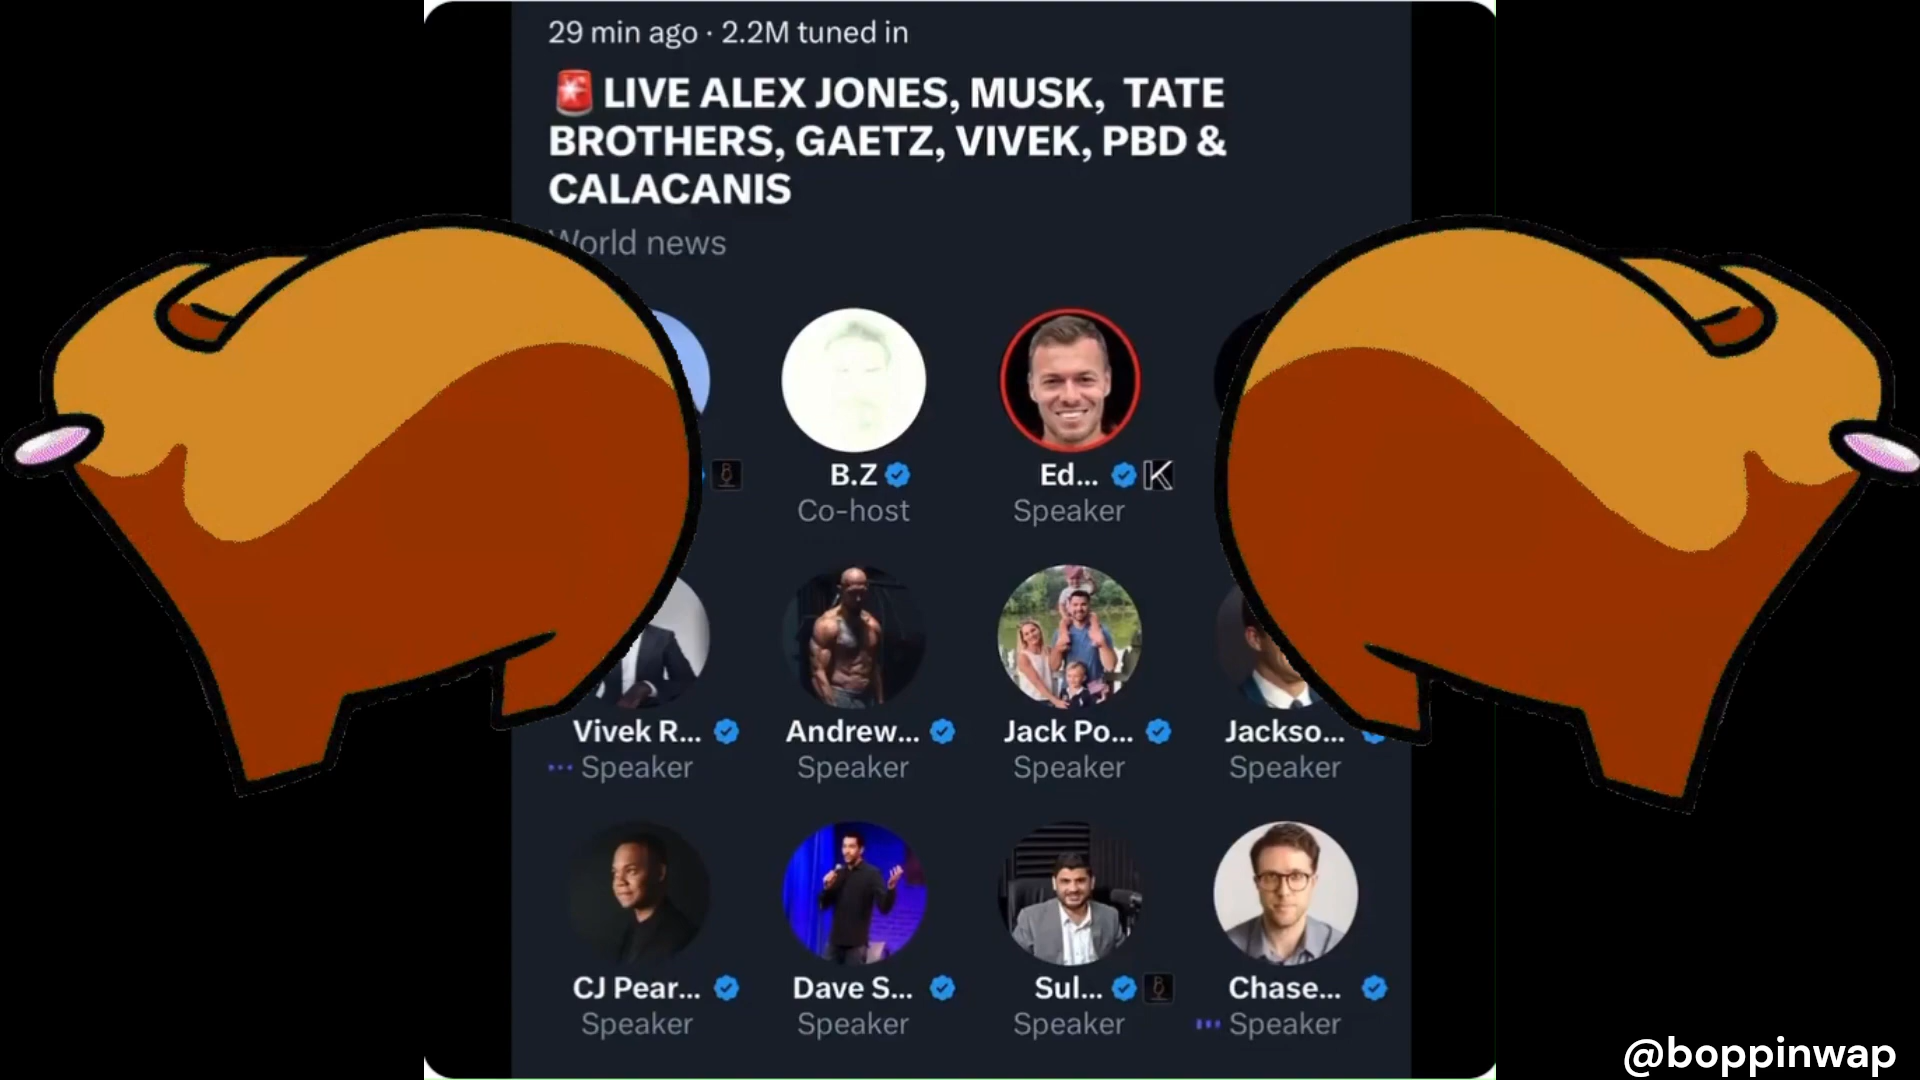 29 min ago · 2.2M tuned in
🚨 LIVE ALEX JONES, MUSK, TATE
BROTHERS, GAETZ, VIVEK, PBD &
CALACANIS
World news
B.Z
Ed...
Co-host
Speaker
Vivek R...
Andrew...
Jack Po...
Jackso...
Speaker
Speaker
Speaker
Speaker
CJ Pear...
Dave S...
Sul...
Chase...
Speaker
Speaker
Speaker
Speaker
@boppinwap